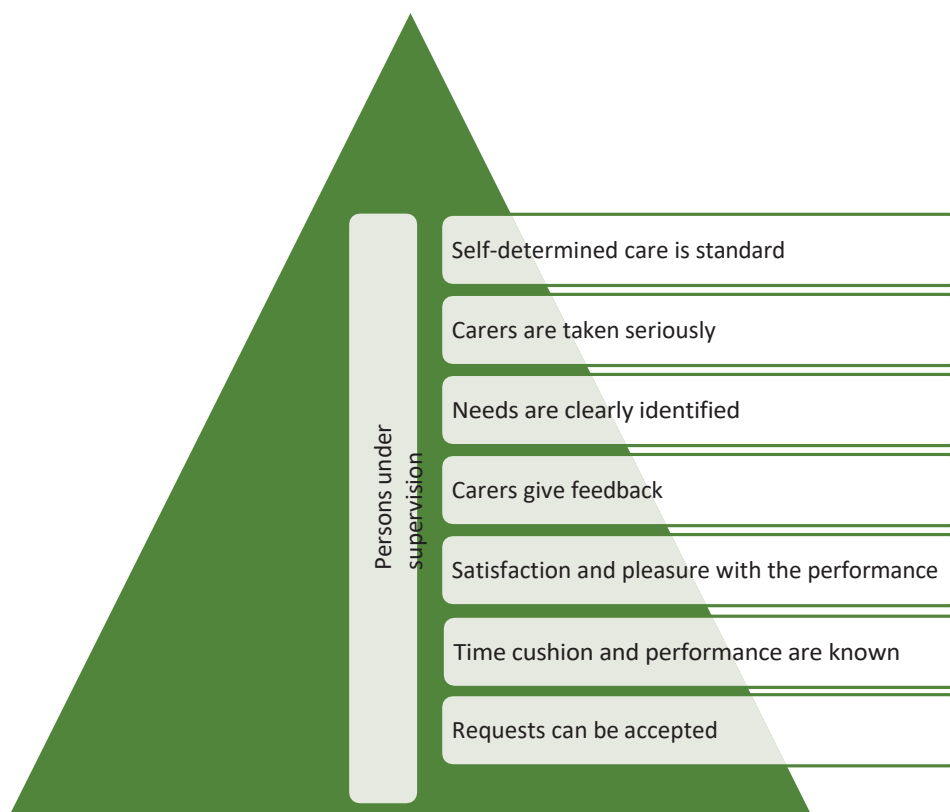 Persons under
supervision
Self-determined care is standard
Carers are taken seriously
Needs are clearly identified
Carers give feedback
Satisfaction and pleasure with the performance
Time cushion and performance are known
Requests can be accepted